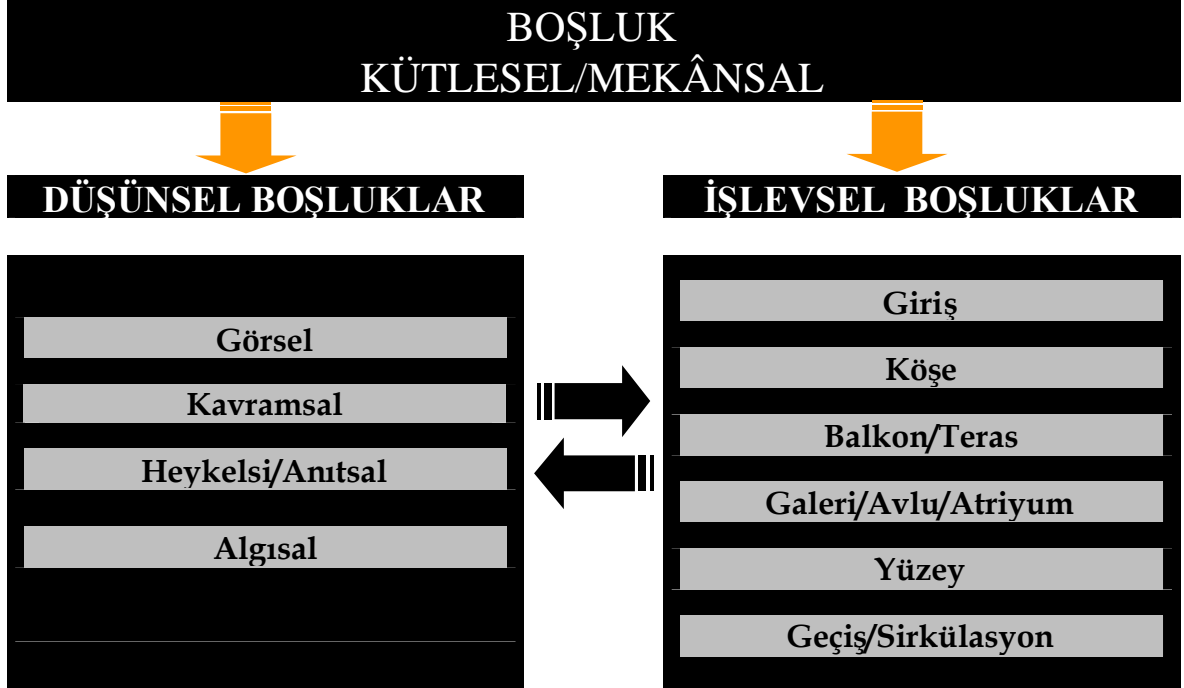 BOŞLUK
KÜTLESEL/MEKÂNSAL
DÜŞÜNSEL BOŞLUKLAR
Görsel
Kavramsal
Heykelsi/Anıtsal
Algısal
İŞLEVSEL BOŞLUKLAR
Giriş
Köşe
Balkon/Teras
Galeri/Avlu/Atriyum
Yüzey
Geçiş/Sirkülasyon